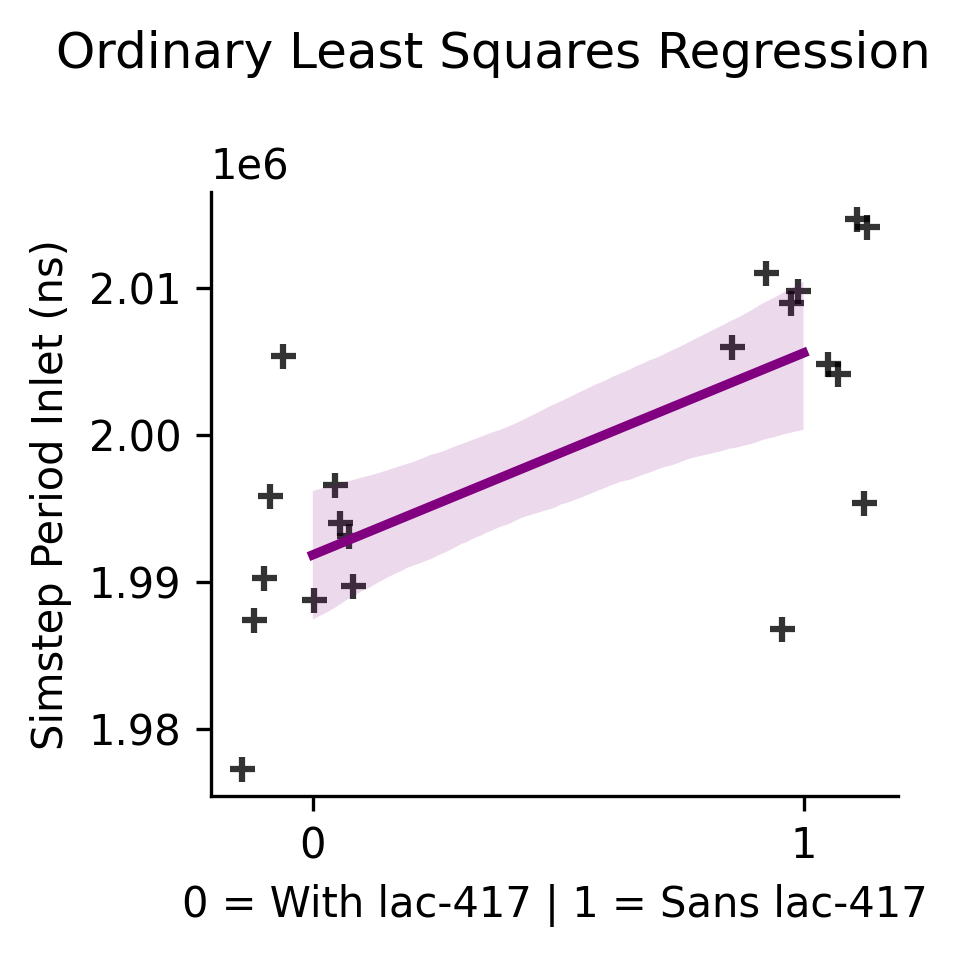 Ordinary Least Squares Regression
1e6
Simstep Period Inlet (ns)
2.01
2.00
1.99
1.98
0 1
0 = With lac-417 | 1 = Sans lac-417